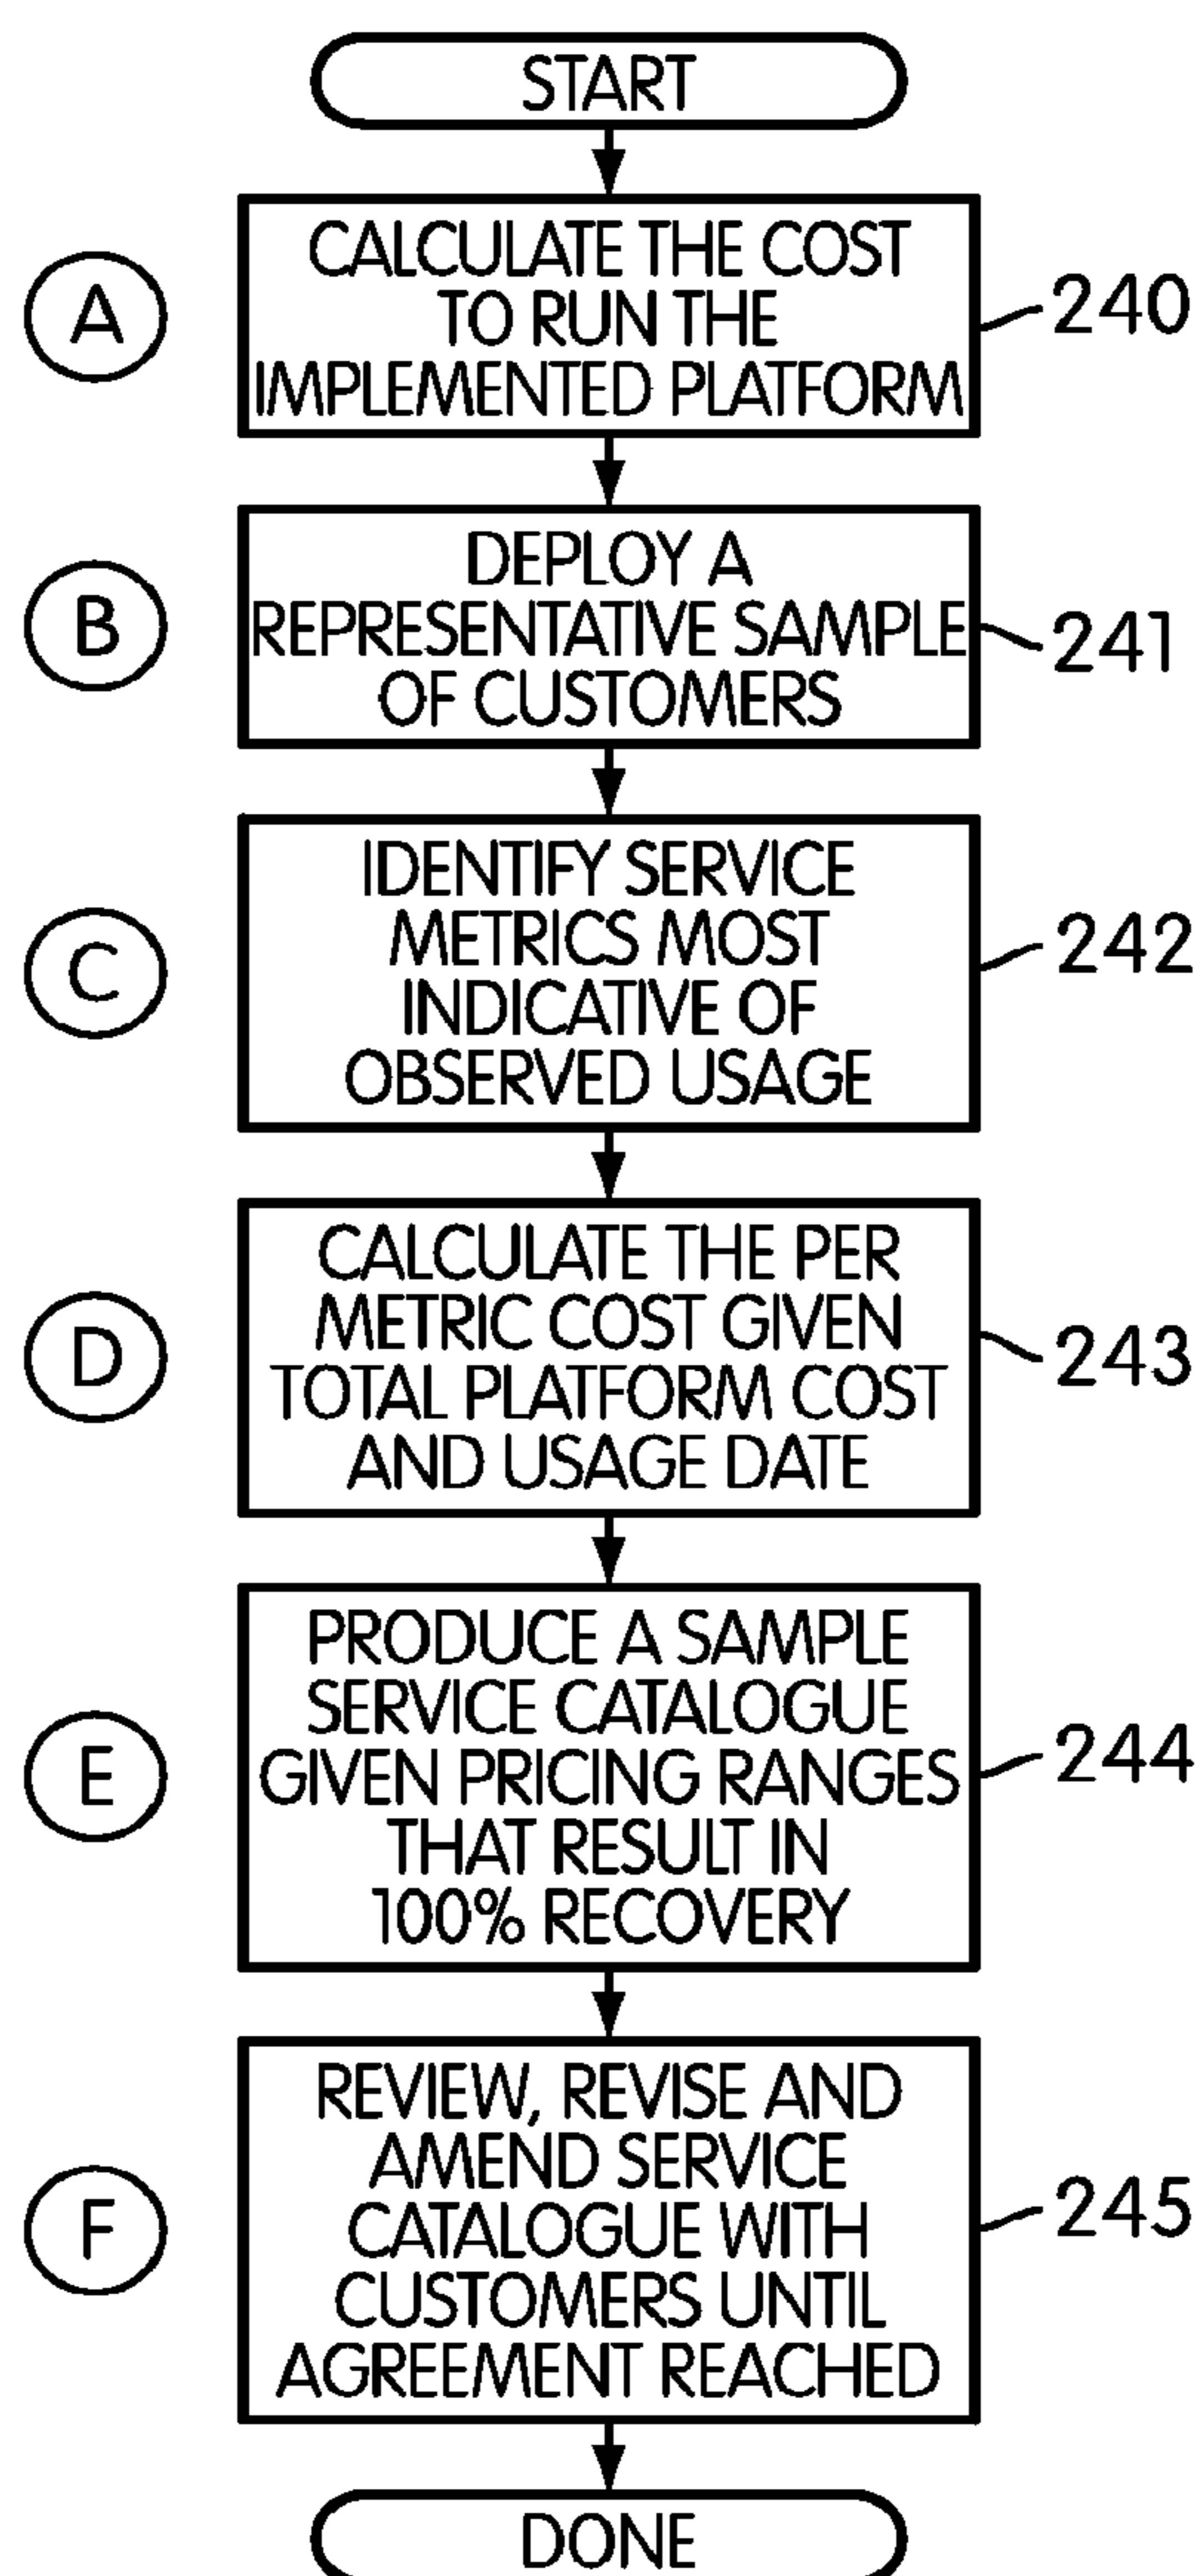 START
A
CALCULATE THE COST
TO RUN THE
IMPLEMENTED PLATFORM
240
B
DEPLOY A
REPRESENTATIVE SAMPLE
OF CUSTOMERS
241
C
IDENTIFY SERVICE
METRICS MOST
INDICATIVE OF
OBSERVED USAGE
242
D
CALCULATE THE PER
METRIC COST GIVEN
TOTAL PLATFORM COST
AND USAGE DATE
243
E
PRODUCE A SAMPLE
SERVICE CATALOGUE
GIVEN PRICING RANGES
THAT RESULT IN
100% RECOVERY
244
F
REVIEW, REVISE AND
AMEND SERVICE
CATALOGUE WITH
CUSTOMERS UNTIL
AGREEMENT REACHED
245
DONE